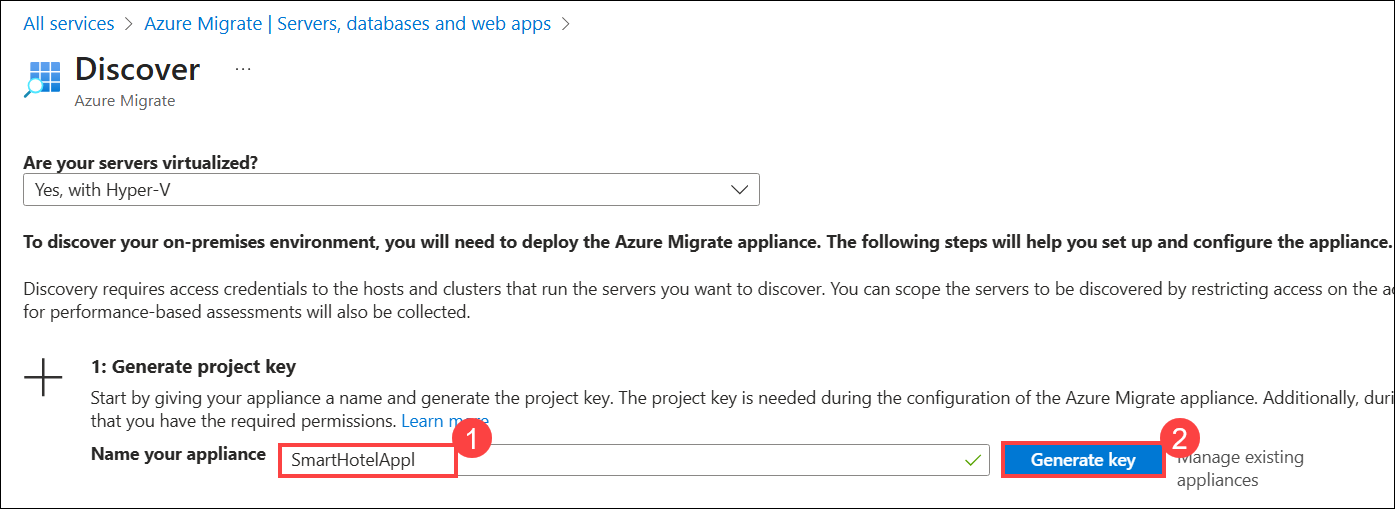 All services > Azure Migrate | Servers, databases and web apps >
Discover ...
Azure Migrate
Are your servers virtualized?
Yes, with Hyper-V
To discover your on-premises environment, you will need to deploy the Azure Migrate appliance. The following steps will help you set up and configure the appliance.
Discovery requires access credentials to the hosts and clusters that run the servers you want to discover. You can scope the servers to be discovered by restricting access on the
for performance-based assessments will also be collected.
1: Generate project key
Start by giving your appliance a name and generate the project key. The project key is needed during the configuration of the Azure Migrate appliance. Additionally,
that you have the required permissions. Learn more
1
2
Name your appliance SmartHotelAppl Generate key Manage existing
appliances